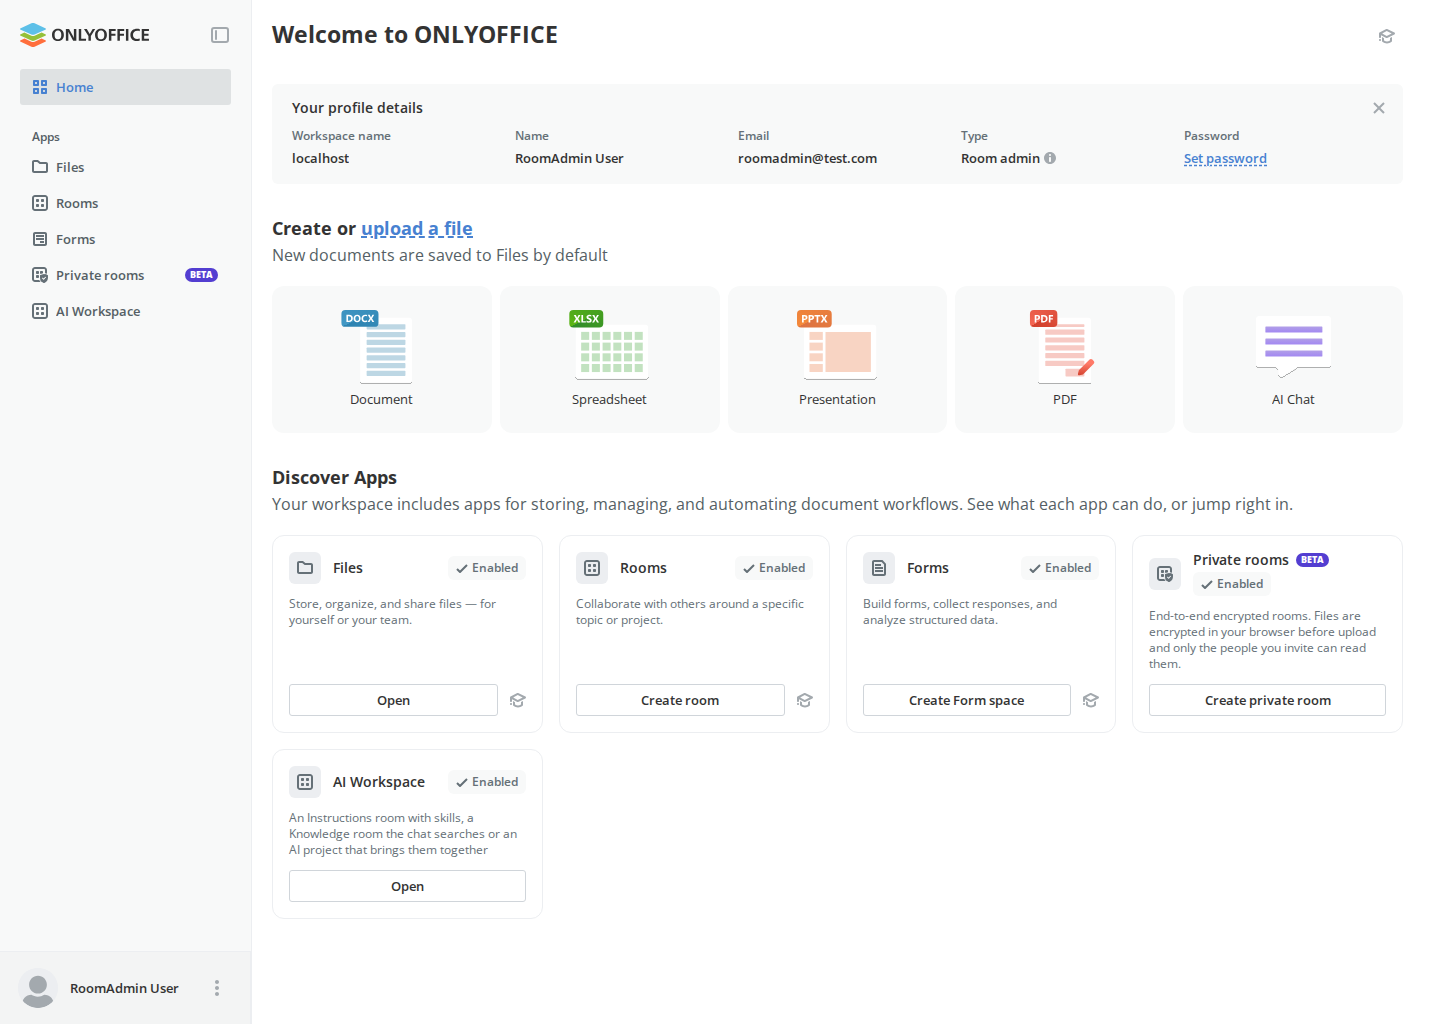 ONLYOFFICE
Home
Apps
Files
Rooms
Forms
Private rooms BETA
AI Workspace
RoomAdmin User
Welcome to ONLYOFFICE
Your profile details
Workspace name
localhost
Name
RoomAdmin User
Email
roomadmin@test.com
Type
Room admin
Password
Set password
Create or upload a file
New documents are saved to Files by default
DOCX
Document
XLSX
Spreadsheet
PPTX
Presentation
PDF
PDF
AI Chat
Discover Apps
Your workspace includes apps for storing, managing, and automating document workflows. See what each app can do, or jump right in.
Files
Enabled
Store, organize, and share files — for
yourself or your team.
Open
Rooms
Enabled
Collaborate with others around a specific
topic or project.
Create room
Forms
Enabled
Build forms, collect responses, and
analyze structured data.
Create Form space
Private rooms BETA
Enabled
End-to-end encrypted rooms. Files are
encrypted in your browser before upload
and only the people you invite can read
them.
Create private room
AI Workspace
Enabled
An Instructions room with skills, a
Knowledge room the chat searches or an
AI project that brings them together
Open